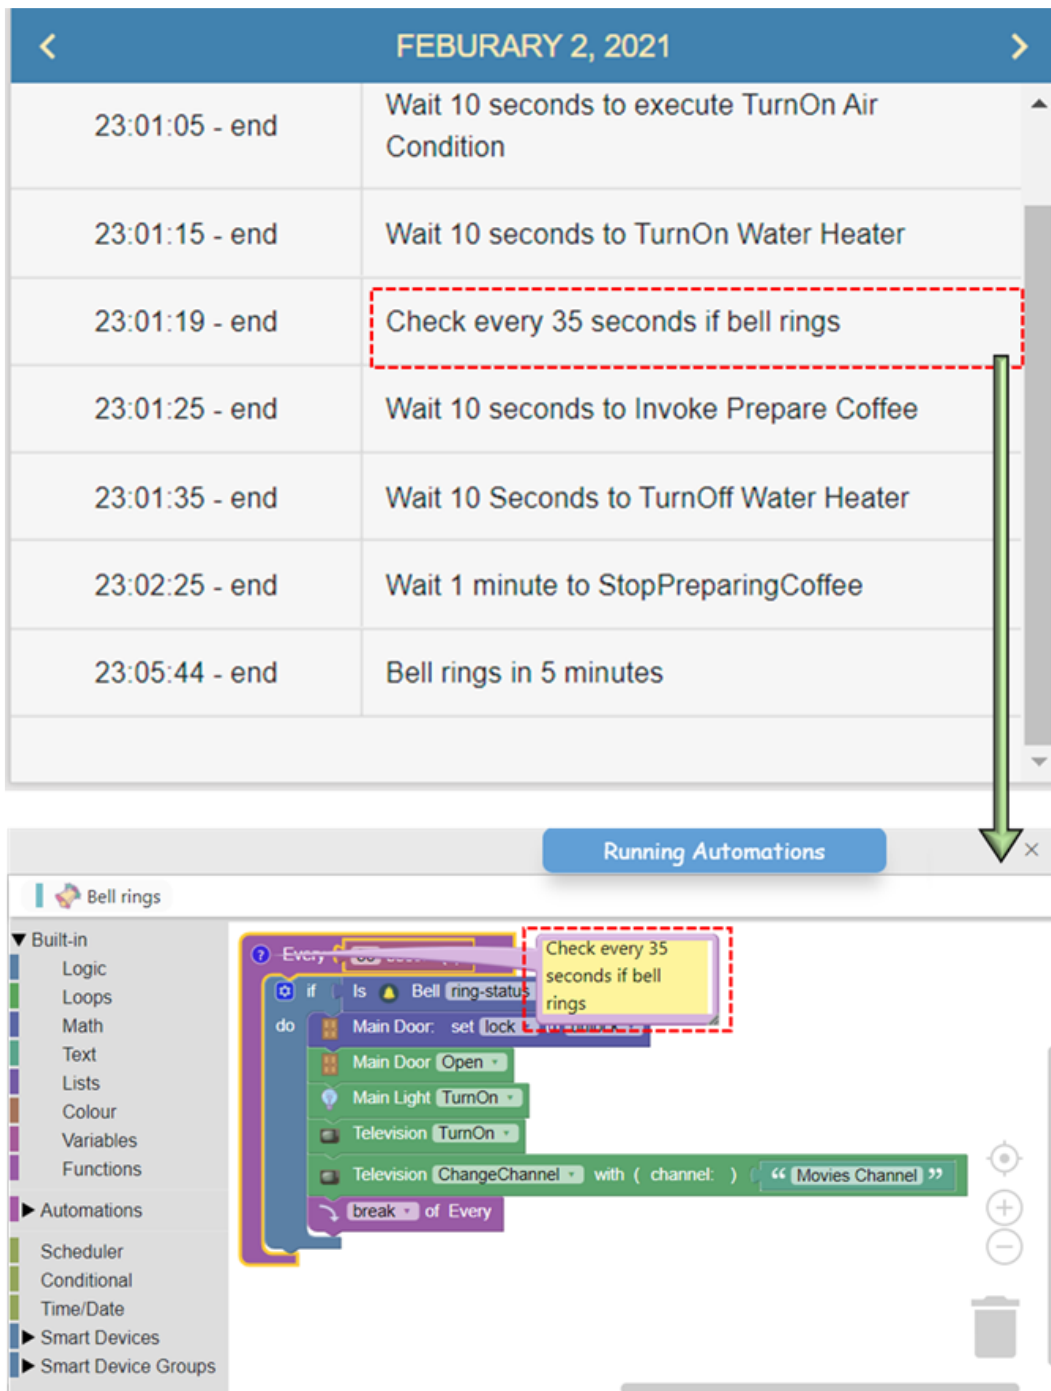 FEBURARY 2, 2021
23:01:05 - end
Wait 10 seconds to execute TurnOn Air
Condition
23:01:15 - end
Wait 10 seconds to TurnOn Water Heater
23:01:19 - end
Check every 35 seconds if bell rings
23:01:25 - end
Wait 10 seconds to Invoke Prepare Coffee
23:01:35 - end
Wait 10 Seconds to TurnOff Water Heater
23:02:25 - end
Wait 1 minute to StopPreparingCoffee
23:05:44 - end
Bell rings in 5 minutes
Running Automations
Bell rings
Built-in
Logic
Loops
Math
Text
Lists
Colour
Variables
Functions
Automations
Scheduler
Conditional
Time/Date
Smart Devices
Smart Device Groups
? Every (
Check every 35
seconds if bell
rings
if ( Is Bell ring-status
do Main Door: set lock
Main Door Open
Main Light TurnOn
Television TurnOn
Television ChangeChannel with ( channel: ) ( “ Movies Channel ”
break of Every